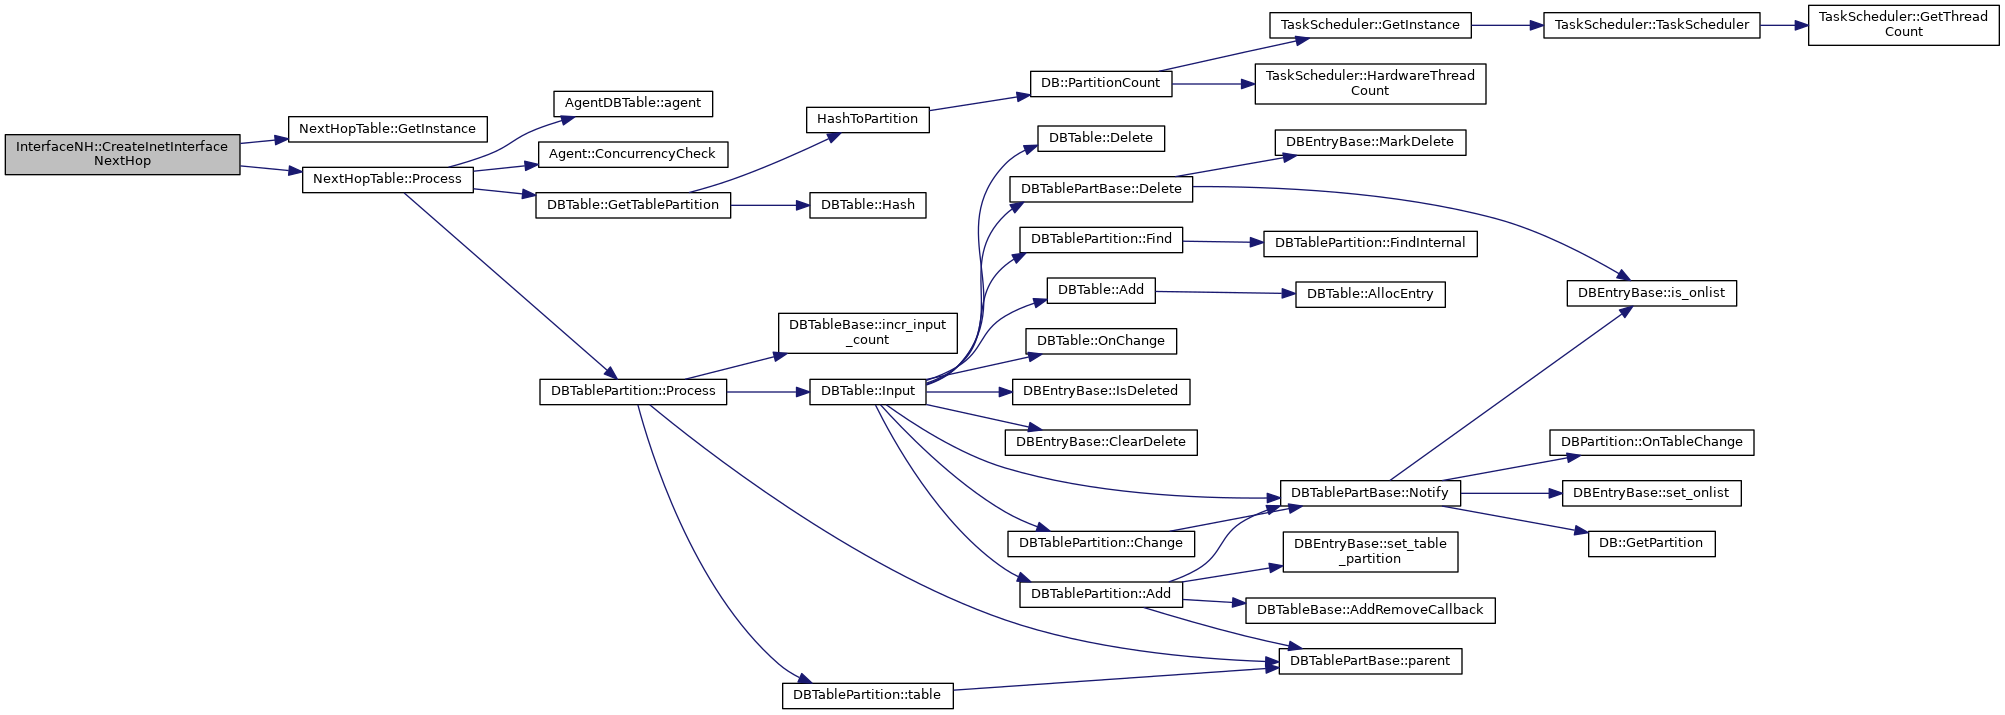 InterfaceNH::CreateInetInterface
NextHop
NextHopTable::GetInstance
NextHopTable::Process
AgentDBTable::agent
Agent::ConcurrencyCheck
DBTable::GetTablePartition
HashToPartition
DBTable::Hash
DB::PartitionCount
TaskScheduler::GetInstance
TaskScheduler::TaskScheduler
TaskScheduler::GetThread
Count
TaskScheduler::HardwareThread
Count
DBTablePartition::Process
DBTableBase::incr_input
_count
DBTable::Input
DBTablePartition::table
DBTable::Delete
DBTablePartBase::Delete
DBEntryBase::MarkDelete
DBTablePartition::Find
DBTablePartition::FindInternal
DBTable::Add
DBTable::AllocEntry
DBEntryBase::is_onlist
DBTable::OnChange
DBEntryBase::IsDeleted
DBEntryBase::ClearDelete
DBTablePartBase::Notify
DBPartition::OnTableChange
DBEntryBase::set_onlist
DB::GetPartition
DBTablePartition::Change
DBTablePartition::Add
DBEntryBase::set_table
_partition
DBTableBase::AddRemoveCallback
DBTablePartBase::parent